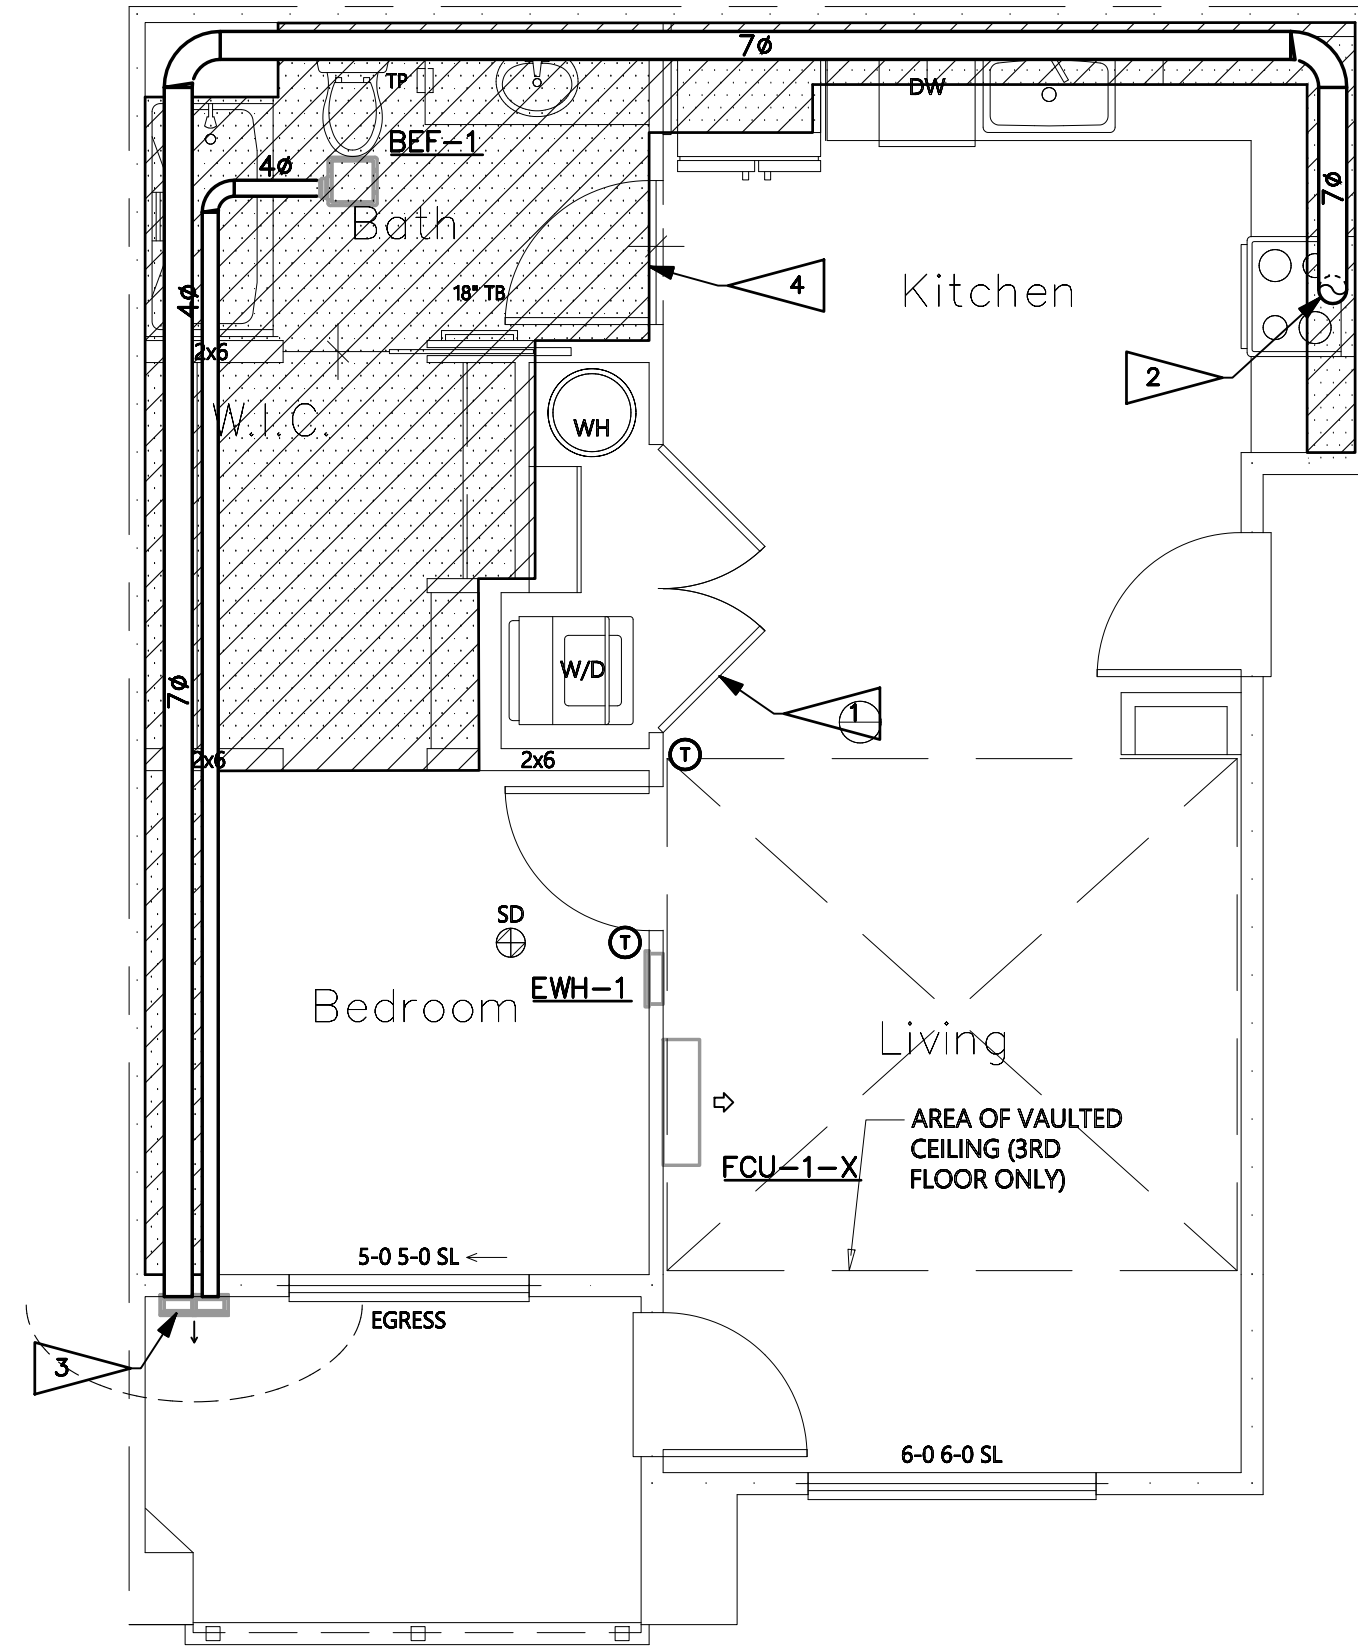 7ø
TP
DW
BEF-1
4ø
7ø
Bath
4
Kitchen
18" TB
4ø
2x6
2
W.I.C.
WH
W/D
7ø
1
2x6
2x6
T
SD
T
EWH-1
Bedroom
Living
AREA OF VAULTED
CEILING (3RD
FLOOR ONLY)
FCU-1-X
5-0 5-0 SL
EGRESS
3
6-0 6-0 SL